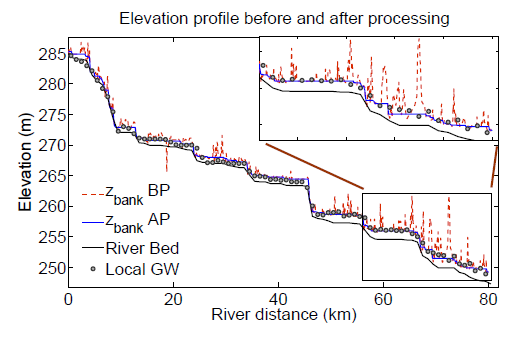 Elevation profile before and after processing
Elevation (m)
285
280
275
270
265
260
255
250
z_bank BP
z_bank AP
River Bed
Local GW
0 20 40 60 80
River distance (km)